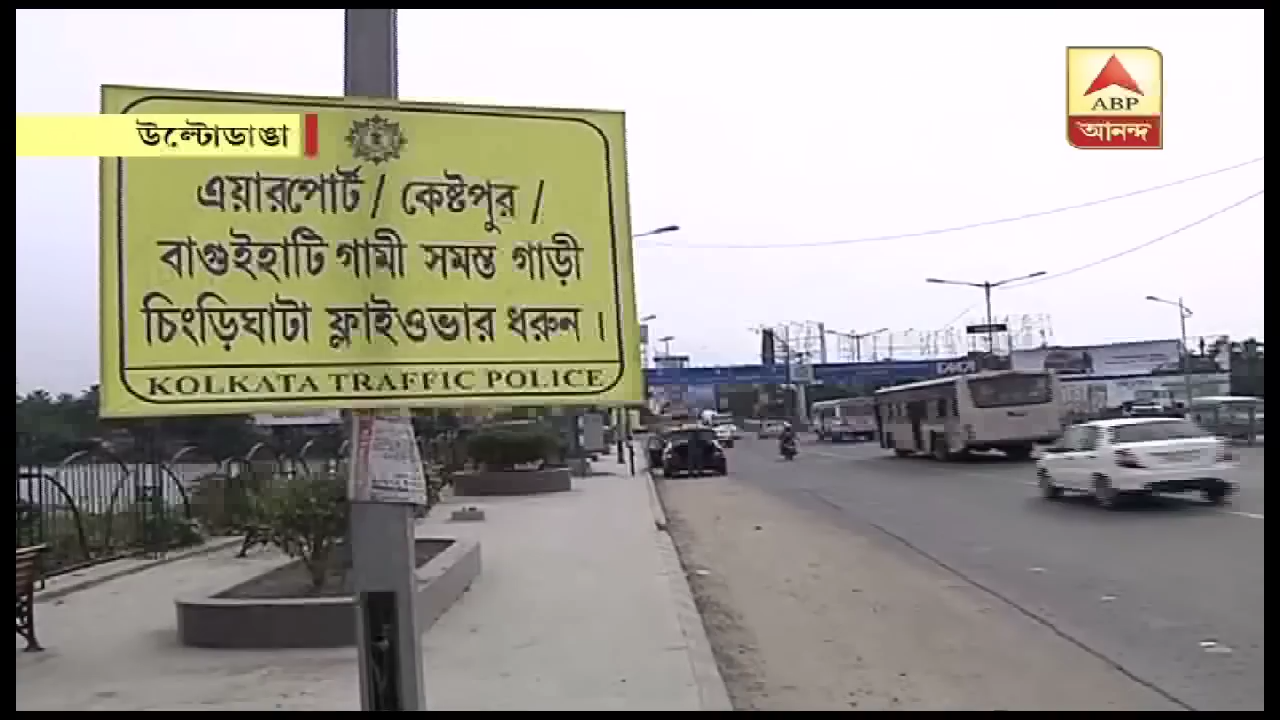 উল্টোডাঙা
ABP
আনন্দ
এয়ারপোর্ট / কেষ্টপুর /
বাগুইহাটি গামী সমস্ত গাড়ী
চিংড়িঘাটা ফ্লাইওভার ধরুন ।
KOLKATA TRAFFIC POLICE